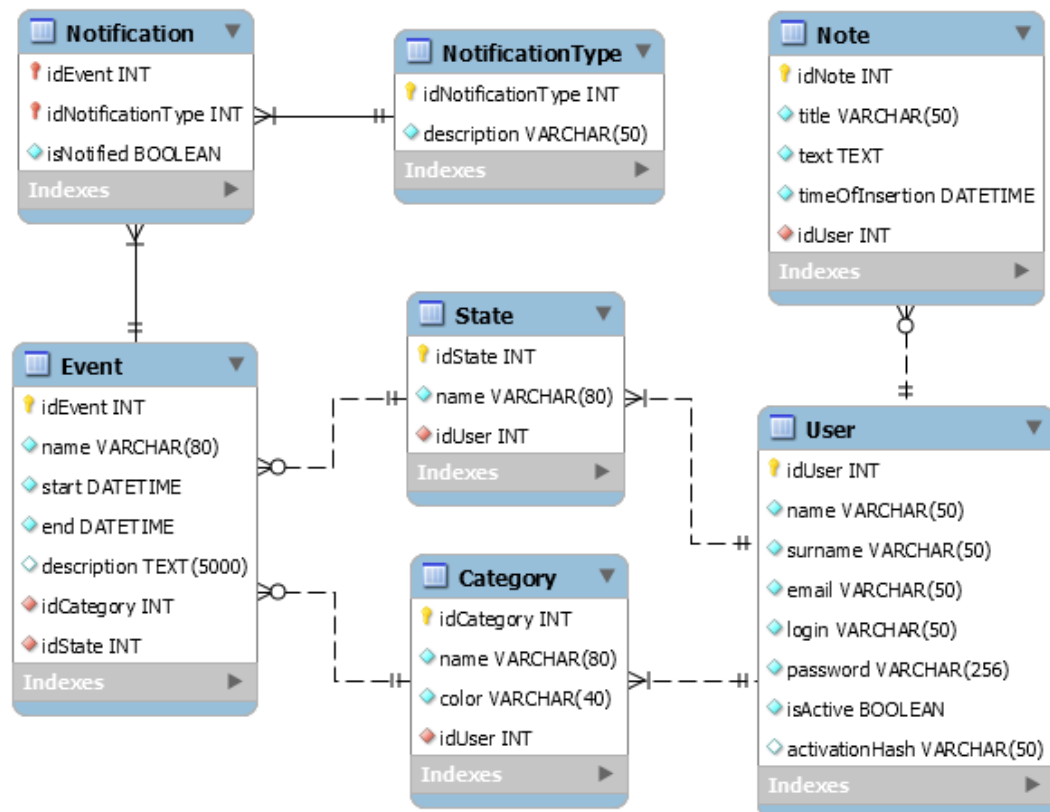 Notification
idEvent INT
idNotificationType INT
isNotified BOOLEAN
Indexes
NotificationType
idNotificationType INT
description VARCHAR(50)
Indexes
Note
idNote INT
title VARCHAR(50)
text TEXT
timeOfInsertion DATETIME
idUser INT
Indexes
Event
idEvent INT
name VARCHAR(80)
start DATETIME
end DATETIME
description TEXT(5000)
idCategory INT
idState INT
Indexes
State
idState INT
name VARCHAR(80)
idUser INT
Indexes
Category
idCategory INT
name VARCHAR(80)
color VARCHAR(40)
idUser INT
Indexes
User
idUser INT
name VARCHAR(50)
surname VARCHAR(50)
email VARCHAR(50)
login VARCHAR(50)
password VARCHAR(256)
isActive BOOLEAN
activationHash VARCHAR(50)
Indexes